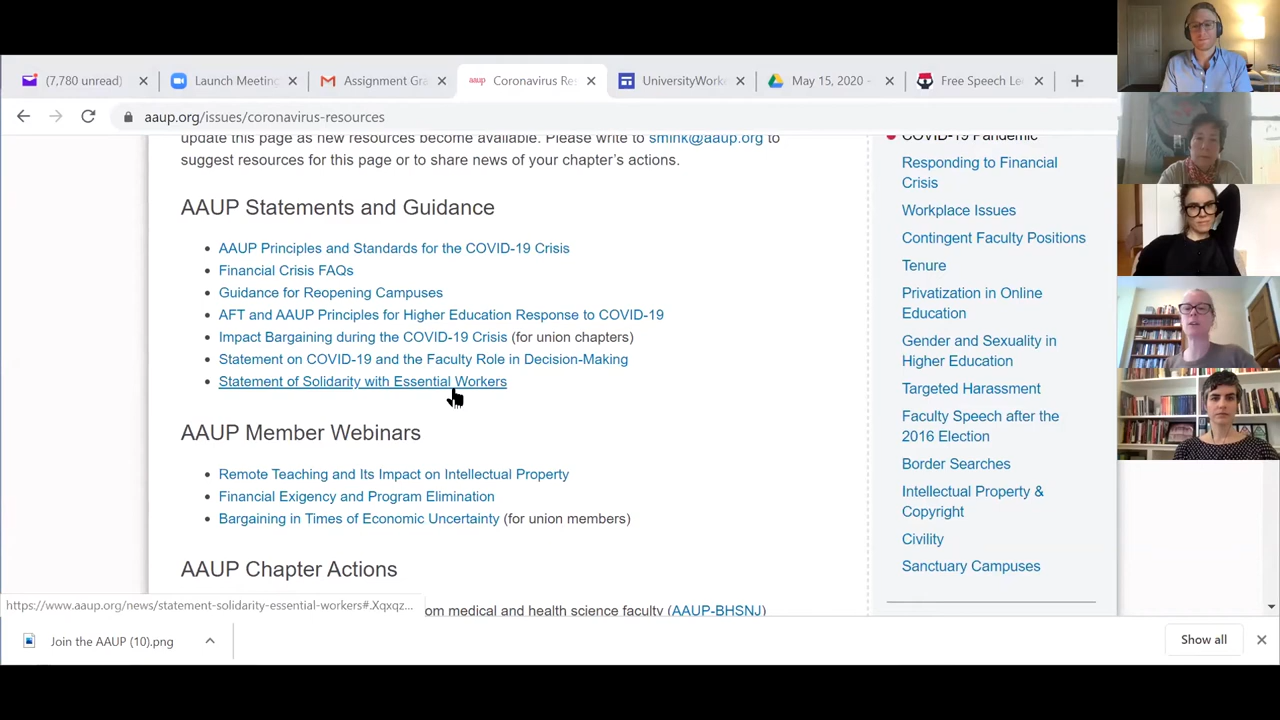 (7,780 unread)
Launch Meeting
Assignment Gra
aaup
Coronavirus Res
UniversityWorke
May 15, 2020 -
Free Speech Le
aaup.org/issues/coronavirus-resources
update this page as new resources become available. Please write to smink@aaup.org to
suggest resources for this page or to share news of your chapter's actions.
AAUP Statements and Guidance
AAUP Principles and Standards for the COVID-19 Crisis
Financial Crisis FAQs
Guidance for Reopening Campuses
AFT and AAUP Principles for Higher Education Response to COVID-19
Impact Bargaining during the COVID-19 Crisis (for union chapters)
Statement on COVID-19 and the Faculty Role in Decision-Making
Statement of Solidarity with Essential Workers
AAUP Member Webinars
Remote Teaching and Its Impact on Intellectual Property
Financial Exigency and Program Elimination
Bargaining in Times of Economic Uncertainty (for union members)
AAUP Chapter Actions
om medical and health science faculty (AAUP-BHSNJ)
COVID-19 Pandemic
Responding to Financial
Crisis
Workplace Issues
Contingent Faculty Positions
Tenure
Privatization in Online
Education
Gender and Sexuality in
Higher Education
Targeted Harassment
Faculty Speech after the
2016 Election
Border Searches
Intellectual Property &
Copyright
Civility
Sanctuary Campuses
https://www.aaup.org/news/statement-solidarity-essential-workers#.Xqxqz...
Join the AAUP (10).png
Show all